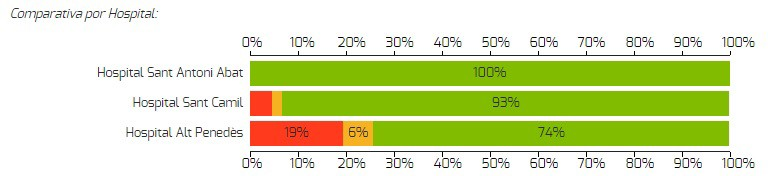 Comparativa por Hospital:
0% 10% 20% 30% 40% 50% 60% 70% 80% 90% 100%
Hospital Sant Antoni Abat 100%
Hospital Sant Camil 93%
Hospital Alt Penedès 19% 6% 74%
0% 10% 20% 30% 40% 50% 60% 70% 80% 90% 100%